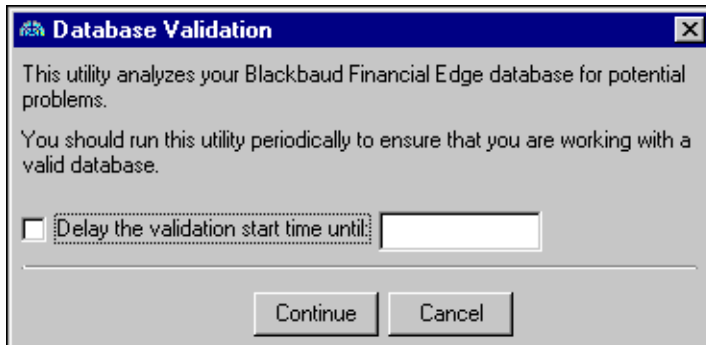 Database Validation
This utility analyzes your Blackbaud Financial Edge database for potential
problems.
You should run this utility periodically to ensure that you are working with a
valid database.
Delay the validation start time until:
Continue Cancel